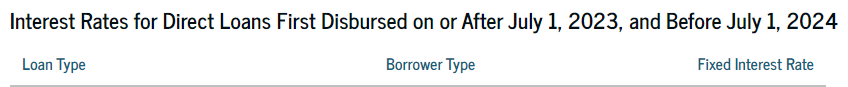 Interest Rates for Direct Loans First Disbursed on or After July 1, 2023, and Before July 1, 2024
Loan Type Borrower Type Fixed Interest Rate